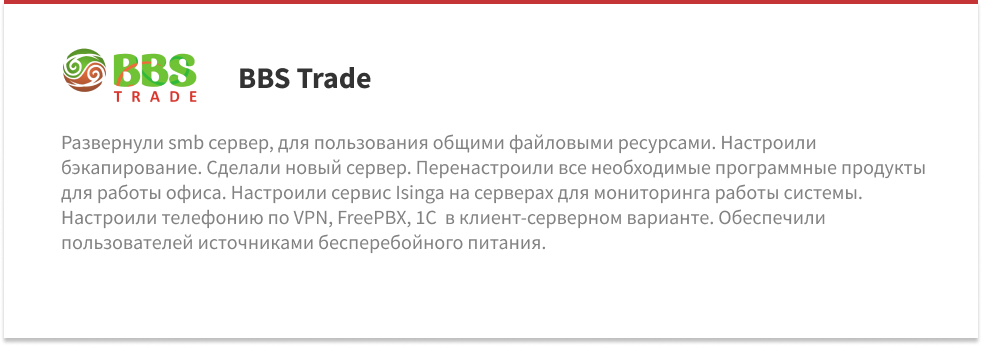 BBS
TRADE
BBS Trade
Развернули smb сервер, для пользования общими файловыми ресурсами. Настроили
бэкапирование. Сделали новый сервер. Перенастроили все необходимые программные продукты
для работы офиса. Настроили сервис Isinga на серверах для мониторинга работы системы.
Настроили телефонию по VPN, FreePBX, 1С  в клиент-серверном варианте. Обеспечили
пользователей источниками бесперебойного питания.